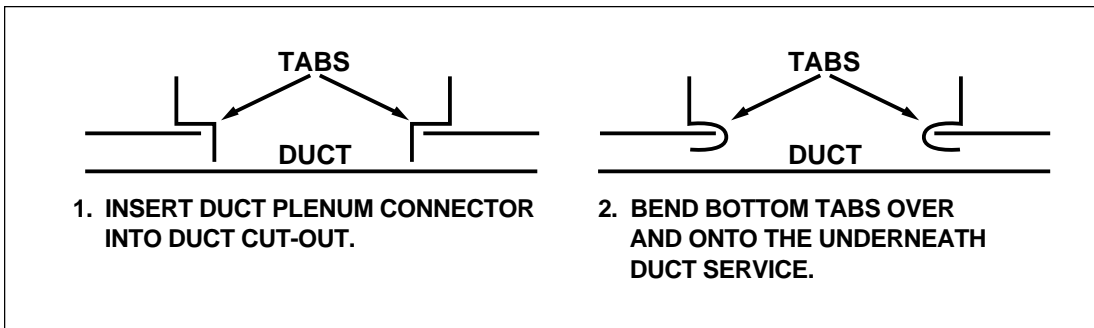 TABS
DUCT
1. INSERT DUCT PLENUM CONNECTOR
INTO DUCT CUT-OUT.
TABS
DUCT
2. BEND BOTTOM TABS OVER
AND ONTO THE UNDERNEATH
DUCT SERVICE.